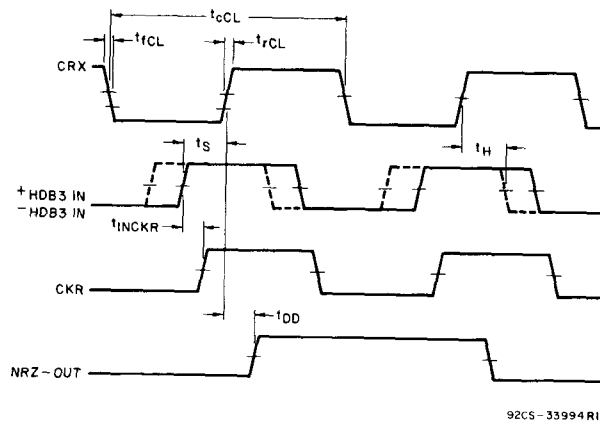 tcCL
tfCL
trCL
CRX
tS
tH
+HDB3 IN
−HDB3 IN
tINCKR
CKR
tDD
NRZ-OUT
92CS-33994R1